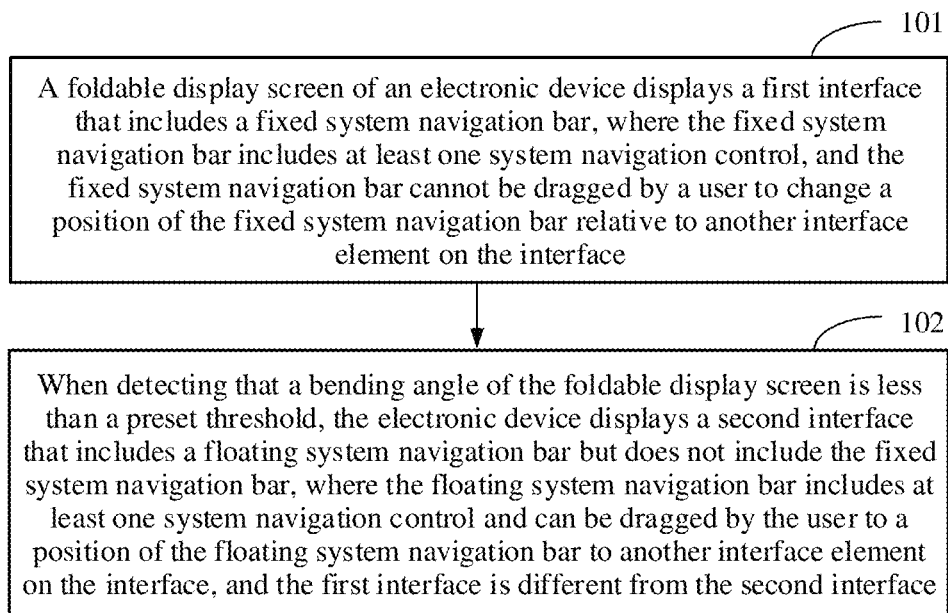 101
A foldable display screen of an electronic device displays a first interface
that includes a fixed system navigation bar, where the fixed system
navigation bar includes at least one system navigation control, and the
fixed system navigation bar cannot be dragged by a user to change a
position of the fixed system navigation bar relative to another interface
element on the interface
102
When detecting that a bending angle of the foldable display screen is less
than a preset threshold, the electronic device displays a second interface
that includes a floating system navigation bar but does not include the fixed
system navigation bar, where the floating system navigation bar includes at
least one system navigation control and can be dragged by the user to a
position of the floating system navigation bar to another interface element
on the interface, and the first interface is different from the second interface